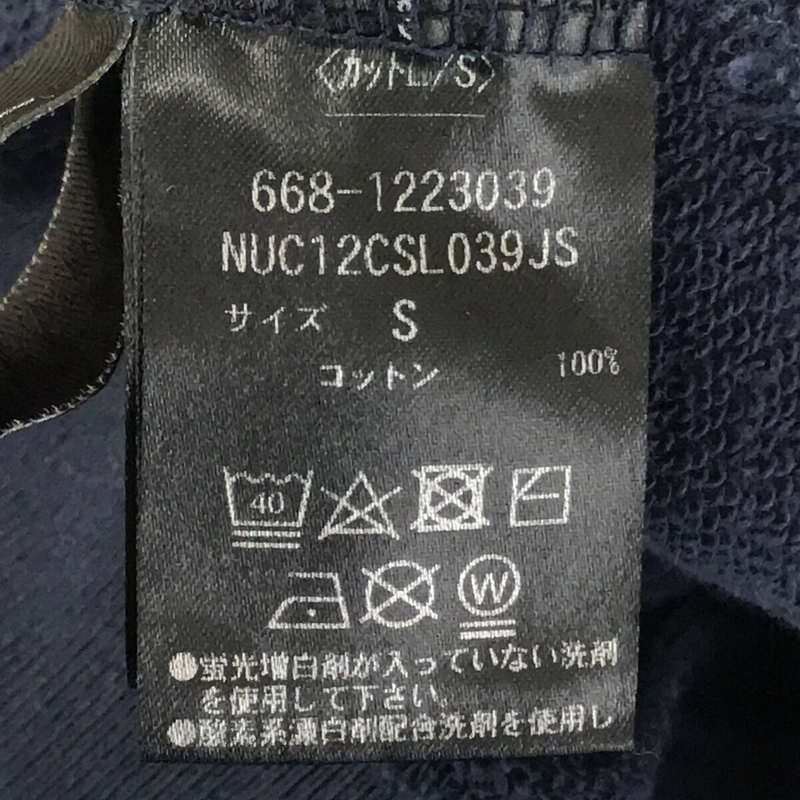 〈カットL/S〉
668-1223039
NUC12CSL039JS
サイズ S
コットン 100%
40
W
●蛍光増白剤が入っていない洗剤
を使用して下さい。
●酸素系漂白剤配合洗剤を使用し